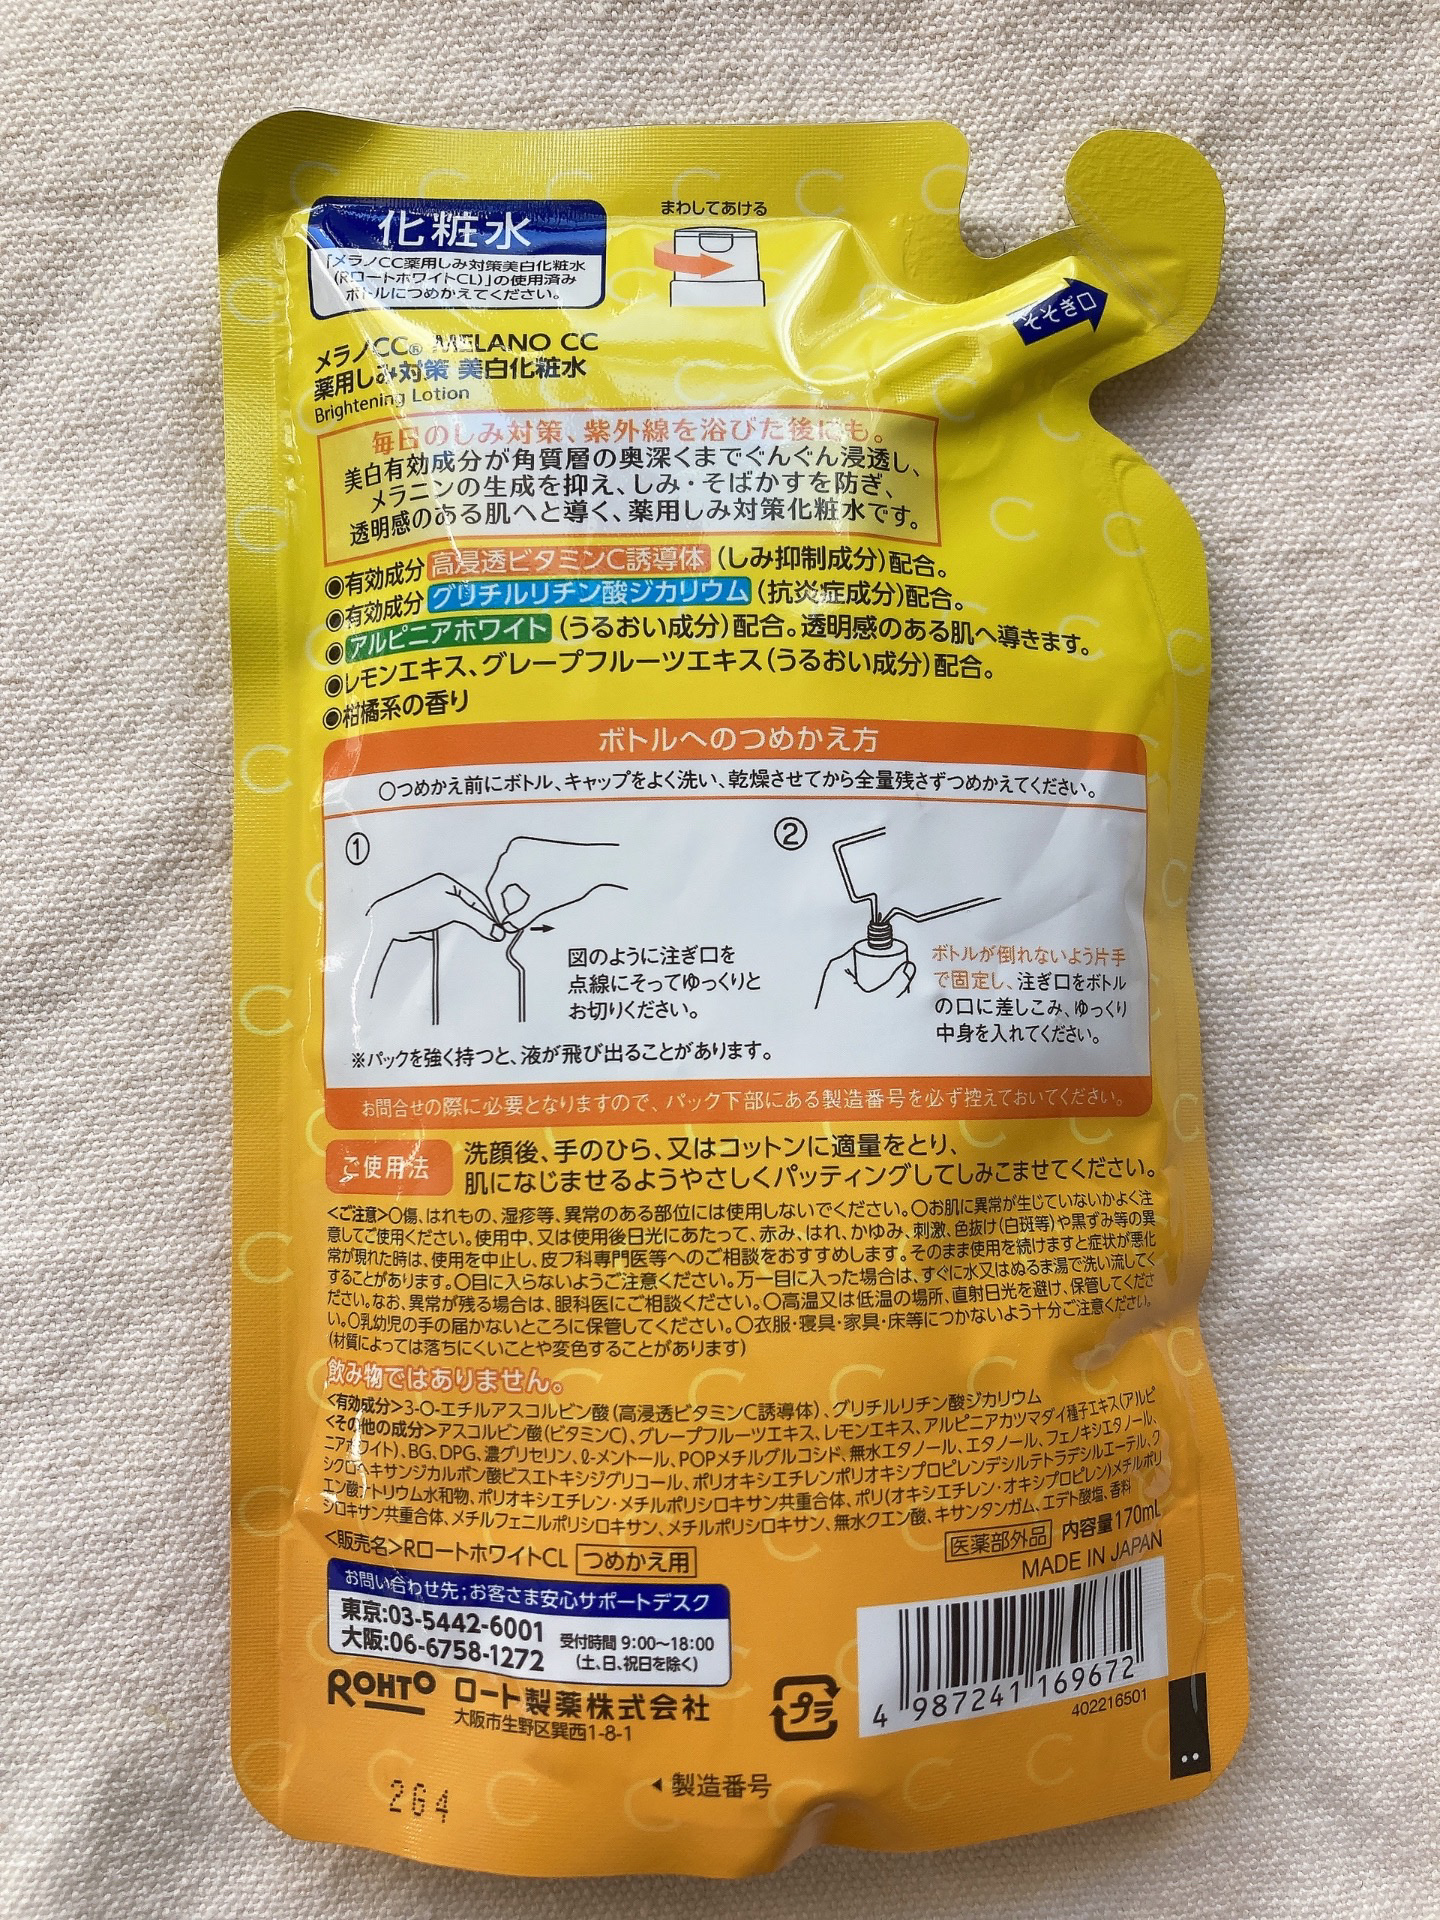 化粧水
「メラノCC薬用しみ対策美白化粧水
(RロートホワイトCL)」の使用済み
ボトルにつめかえてください。
まわしてあける
そそぎ口
メラノCC® MELANO CC
薬用しみ対策 美白化粧水
Brightening Lotion
毎日のしみ対策、紫外線を浴びた後にも。
美白有効成分が角質層の奥深くまでぐんぐん浸透し、
メラニンの生成を抑え、しみ・そばかすを防ぎ、
透明感のある肌へと導く、薬用しみ対策化粧水です。
◉有効成分 高浸透ビタミンC誘導体 (しみ抑制成分)配合。
◉有効成分 グリチルリチン酸ジカリウム (抗炎症成分)配合。
◉アルピニアホワイト (うるおい成分)配合。透明感のある肌へ導きます。
◉レモンエキス、グレープフルーツエキス(うるおい成分)配合。
◉柑橘系の香り
ボトルへのつめかえ方
○つめかえ前にボトル、キャップをよく洗い、乾燥させてから全量残さずつめかえてください。
①
図のように注ぎ口を
点線にそってゆっくりと
お切りください。
②
ボトルが倒れないよう片手
で固定し、注ぎ口をボトル
の口に差しこみ、ゆっくり
中身を入れてください。
※パックを強く持つと、液が飛び出ることがあります。
お問合せの際に必要となりますので、パック下部にある製造番号を必ず控えておいてください。
ご使用法
洗顔後、手のひら、又はコットンに適量をとり、
肌になじませるようやさしくパッティングしてしみこませてください。
<ご注意>○傷、はれもの、湿疹等、異常のある部位には使用しないでください。○お肌に異常が生じていないかよく注
意してご使用ください。使用中、又は使用後日光にあたって、赤み、はれ、かゆみ、刺激、色抜け(白斑等)や黒ずみ等の異
常が現れた時は、使用を中止し、皮フ科専門医等へのご相談をおすすめします。そのまま使用を続けますと症状が悪化
することがあります。○目に入らないようご注意ください。万一目に入った場合は、すぐに水又はぬるま湯で洗い流してく
ださい。なお、異常が残る場合は、眼科医にご相談ください。○高温又は低温の場所、直射日光を避け、保管してくださ
い。○乳幼児の手の届かないところに保管してください。○衣服・寝具・家具・床等につかないよう十分ご注意ください。
(材質によっては落ちにくいことや変色することがあります)
飲み物ではありません。
<有効成分>3-O-エチルアスコルビン酸(高浸透ビタミンC誘導体)、グリチルリチン酸ジカリウム
<その他の成分>アスコルビン酸(ビタミンC)、グレープフルーツエキス、レモンエキス、アルピニアカツマダイ種子エキス(アルピ
ニアホワイト)、BG、DPG、濃グリセリン、ℓ-メントール、POPメチルグルコシド、無水エタノール、エタノール、フェノキシエタノール、
シクロヘキサンジカルボン酸ビスエトキシジグリコール、ポリオキシエチレンポリオキシプロピレンデシルテトラデシルエーテル、ク
エン酸ナトリウム水和物、ポリオキシエチレン・メチルポリシロキサン共重合体、ポリ(オキシエチレン・オキシプロピレン)メチルポリ
シロキサン共重合体、メチルフェニルポリシロキサン、メチルポリシロキサン、無水クエン酸、キサンタンガム、エデト酸塩、香料
<販売名>RロートホワイトCL つめかえ用
医薬部外品 内容量170mL
MADE IN JAPAN
お問い合わせ先:お客さま安心サポートデスク
東京:03-5442-6001
大阪:06-6758-1272
受付時間 9:00~18:00
(土、日、祝日を除く)
ROHTO ロート製薬株式会社
大阪市生野区巽西1-8-1
プラ
4 987241 169672
402216501
◀製造番号
264